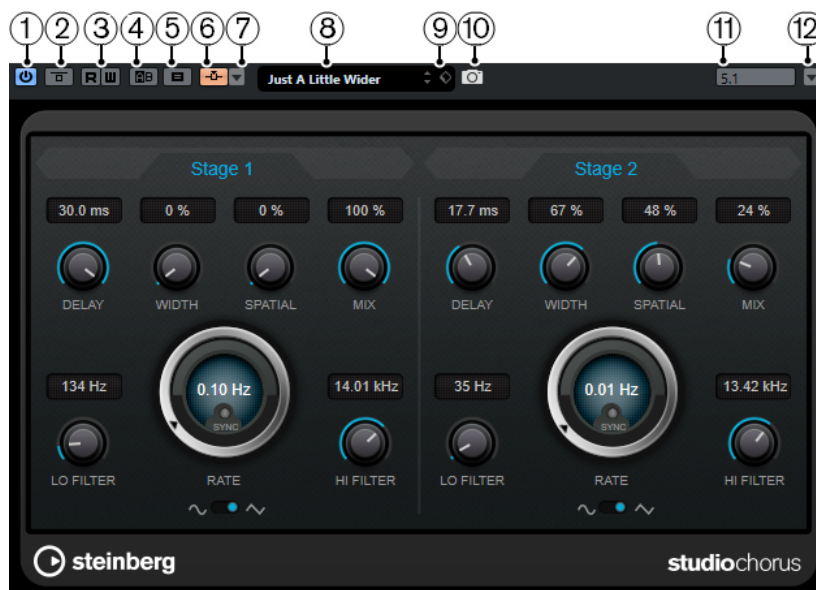 1 2 3 4 5 6 7 8 9 10 11 12
R W A B Just A Little Wider 5.1
Stage 1 Stage 2
30.0 ms 0 % 0 % 100 % 17.7 ms 67 % 48 % 24 %
DELAY WIDTH SPATIAL MIX DELAY WIDTH SPATIAL MIX
134 Hz 0.10 Hz 14.01 kHz 35 Hz 0.01 Hz 13.42 kHz
SYNC SYNC
LO FILTER RATE HI FILTER LO FILTER RATE HI FILTER
steinberg studiochorus